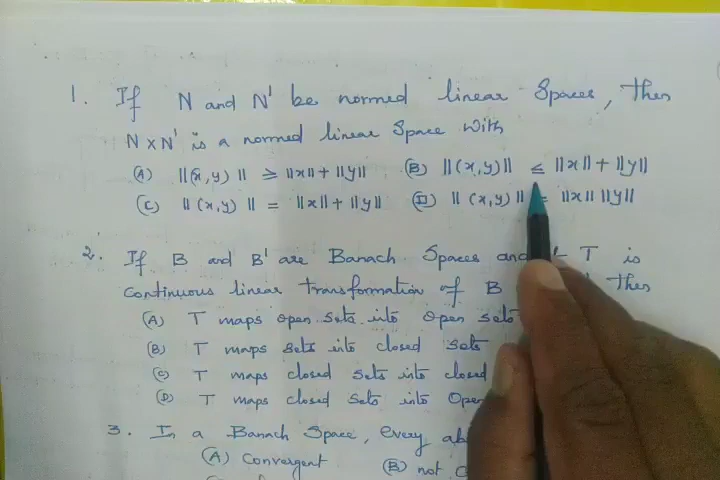 1. If N and N' be normed linear Spaces, then
N x N' is a normed linear Space with
(A) ||(x,y)|| ≥ ||x|| + ||y|| (B) ||(x,y)|| ≤ ||x|| + ||y||
(C) ||(x,y)|| = ||x|| + ||y|| (D) ||(x,y)|| = ||x|| ||y||
2. If B and B' are Banach Spaces and T is
Continuous linear transformation of B then
(A) T maps open sets into Open sets
(B) T maps sets into closed sets
(C) T maps closed sets into closed
(D) T maps closed sets into Open
3. In a Banach Space, every
(A) Convergent (B) not